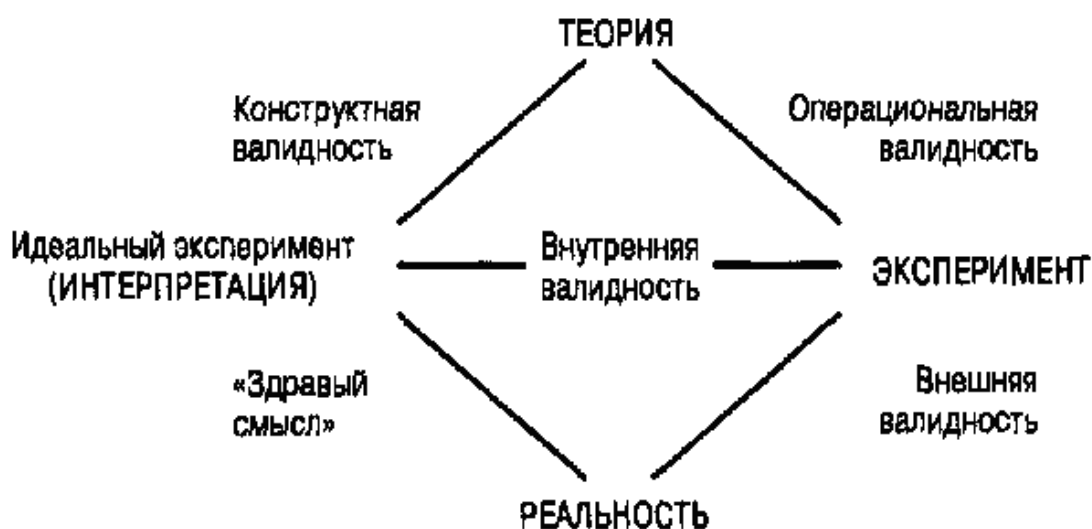 ТЕОРИЯ
Конструктная
валидность
Операциональная
валидность
Идеальный эксперимент
(ИНТЕРПРЕТАЦИЯ)
Внутренняя
валидность
ЭКСПЕРИМЕНТ
«Здравый
смысл»
Внешняя
валидность
РЕАЛЬНОСТЬ